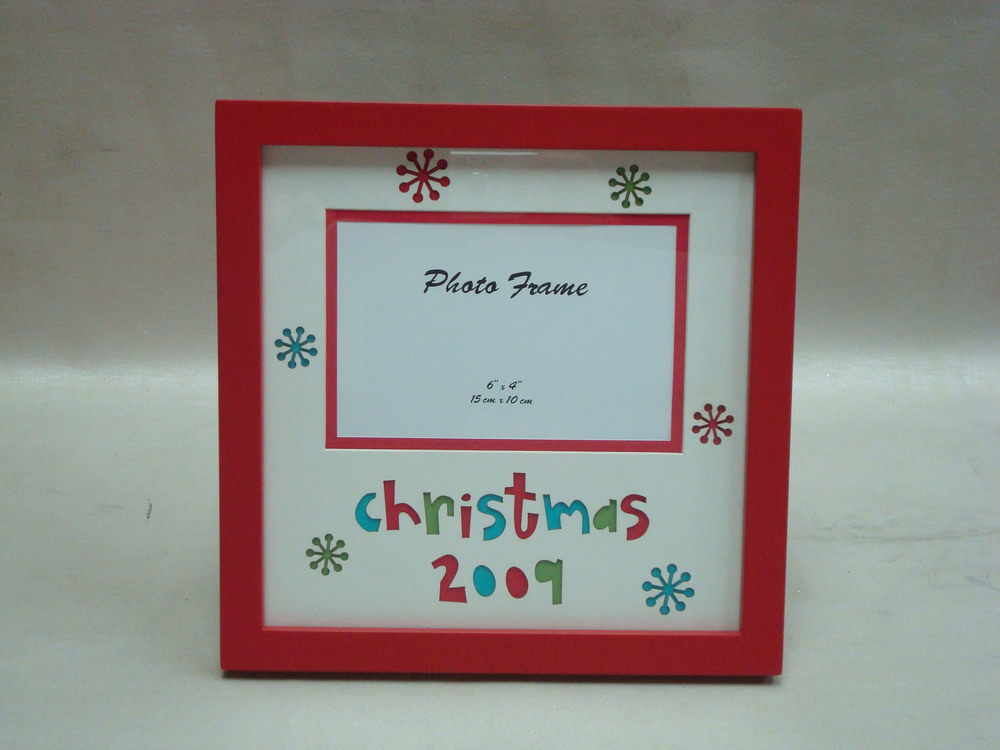 Photo Frame
6" x 4"
15 cm x 10 cm
christmas
2009